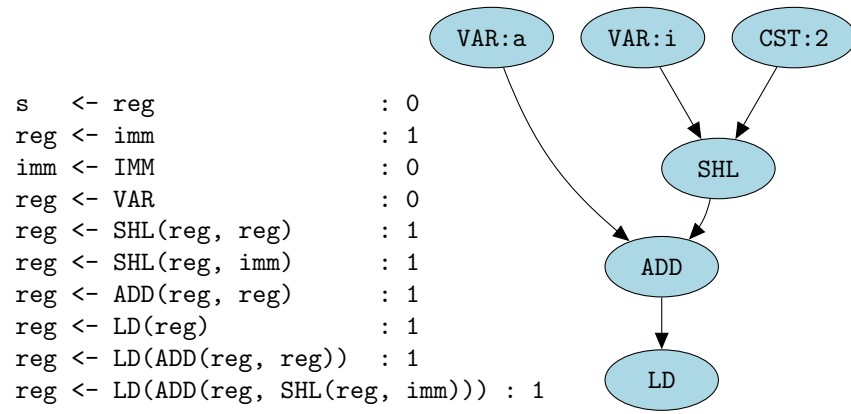 VAR:a VAR:i CST:2
s   <- reg                : 0
reg <- imm                : 1
imm <- IMM                : 0
reg <- VAR                : 0
reg <- SHL(reg, reg)      : 1
reg <- SHL(reg, imm)      : 1
reg <- ADD(reg, reg)      : 1
reg <- LD(reg)            : 1
reg <- LD(ADD(reg, reg))  : 1
reg <- LD(ADD(reg, SHL(reg, imm))) : 1
SHL
ADD
LD